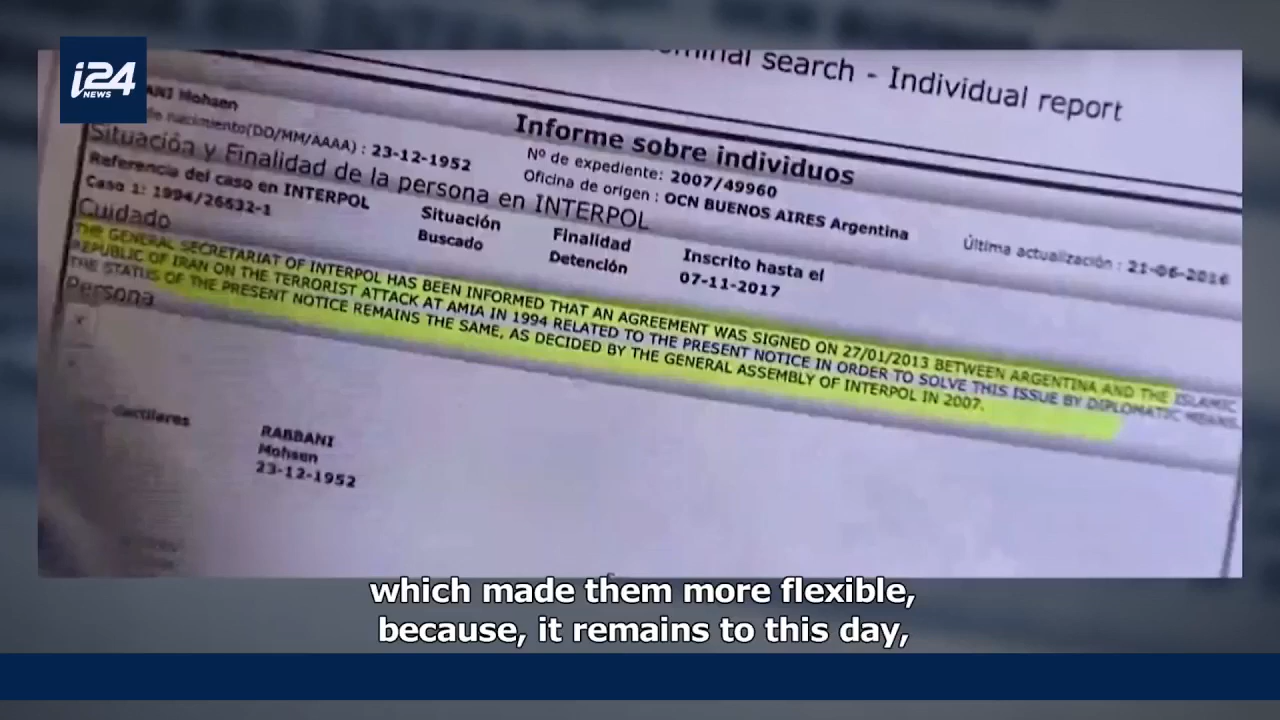 i24
NEWS
nominal search - Individual report
Informe sobre individuos
ANI Mohsen
de nacimiento(DD/MM/AAAA) : 23-12-1952
Nº de expediente: 2007/49960
Oficina de origen : OCN BUENOS AIRES Argentina
Última actualización : 21-06-2016
Situación y Finalidad de la persona en INTERPOL
Referencia del caso en INTERPOL
Situación
Finalidad
Inscrito hasta el
Caso 1: 1994/26632-1
Buscado
Detención
07-11-2017
Cuidado
THE GENERAL SECRETARIAT OF INTERPOL HAS BEEN INFORMED THAT AN AGREEMENT WAS SIGNED ON 27/01/2013 BETWEEN ARGENTINA AND THE ISLAMIC
REPUBLIC OF IRAN ON THE TERRORIST ATTACK AT AMIA IN 1994 RELATED TO THE PRESENT NOTICE IN ORDER TO SOLVE THIS ISSUE BY DIPLOMATIC MEANS.
THE STATUS OF THE PRESENT NOTICE REMAINS THE SAME, AS DECIDED BY THE GENERAL ASSEMBLY OF INTERPOL IN 2007.
Persona
dactilares
RABBANI
Mohsen
23-12-1952
which made them more flexible,
because, it remains to this day,